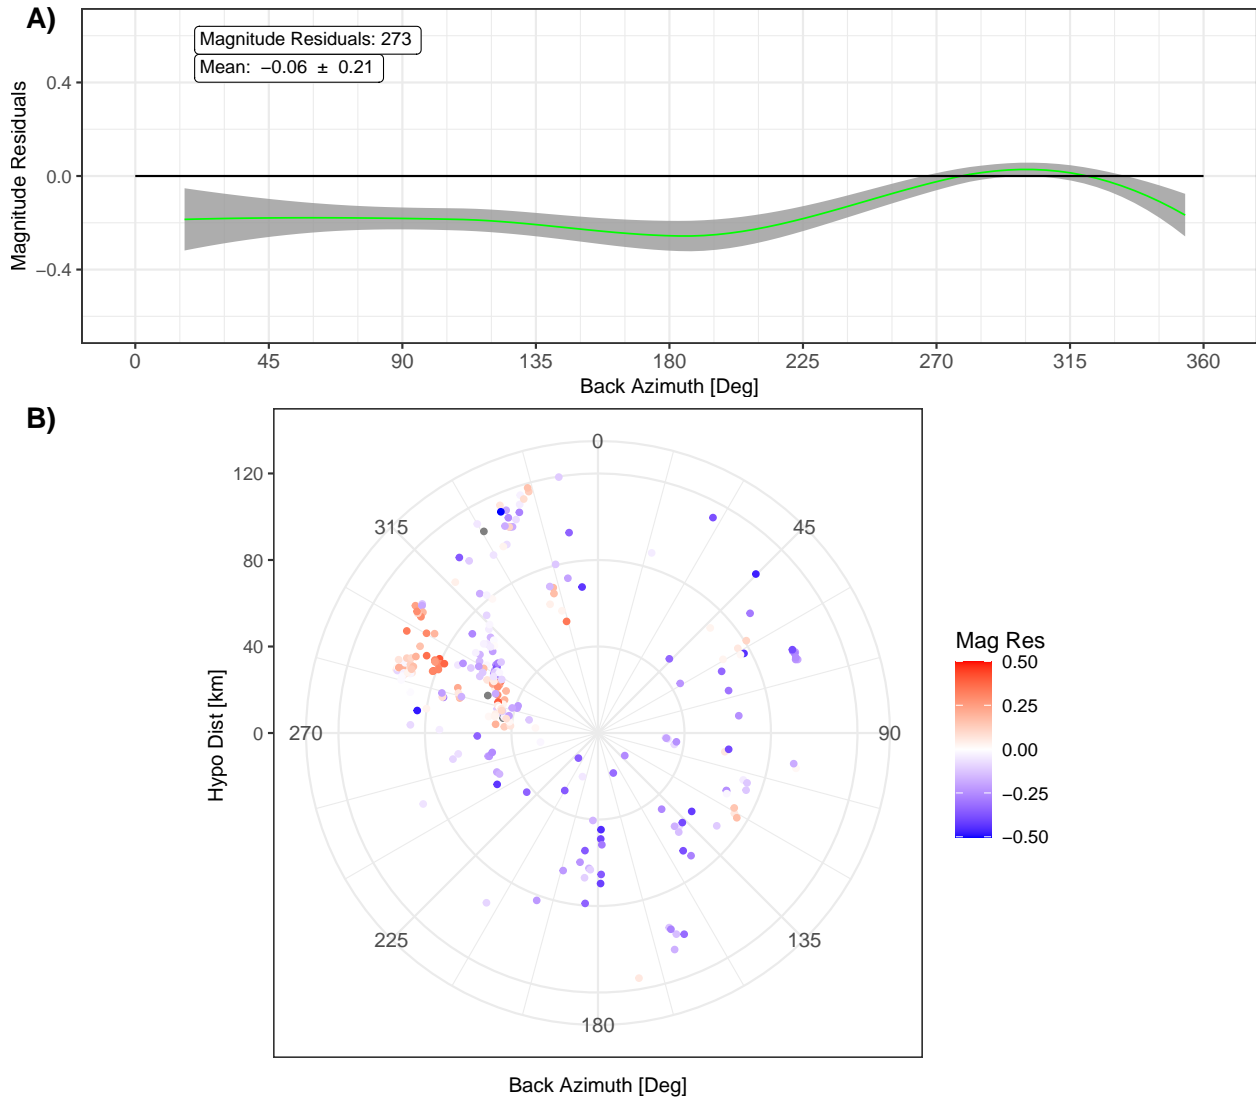 A)
Magnitude Residuals: 273
Mean: −0.06 ± 0.21
Magnitude Residuals
0.4
0.0
−0.4
0 45 90 135 180 225 270 315 360
Back Azimuth [Deg]
B)
Hypo Dist [km]
120
80
40
0
0
45
90
135
180
225
270
315
Back Azimuth [Deg]
Mag Res
0.50
0.25
0.00
−0.25
−0.50